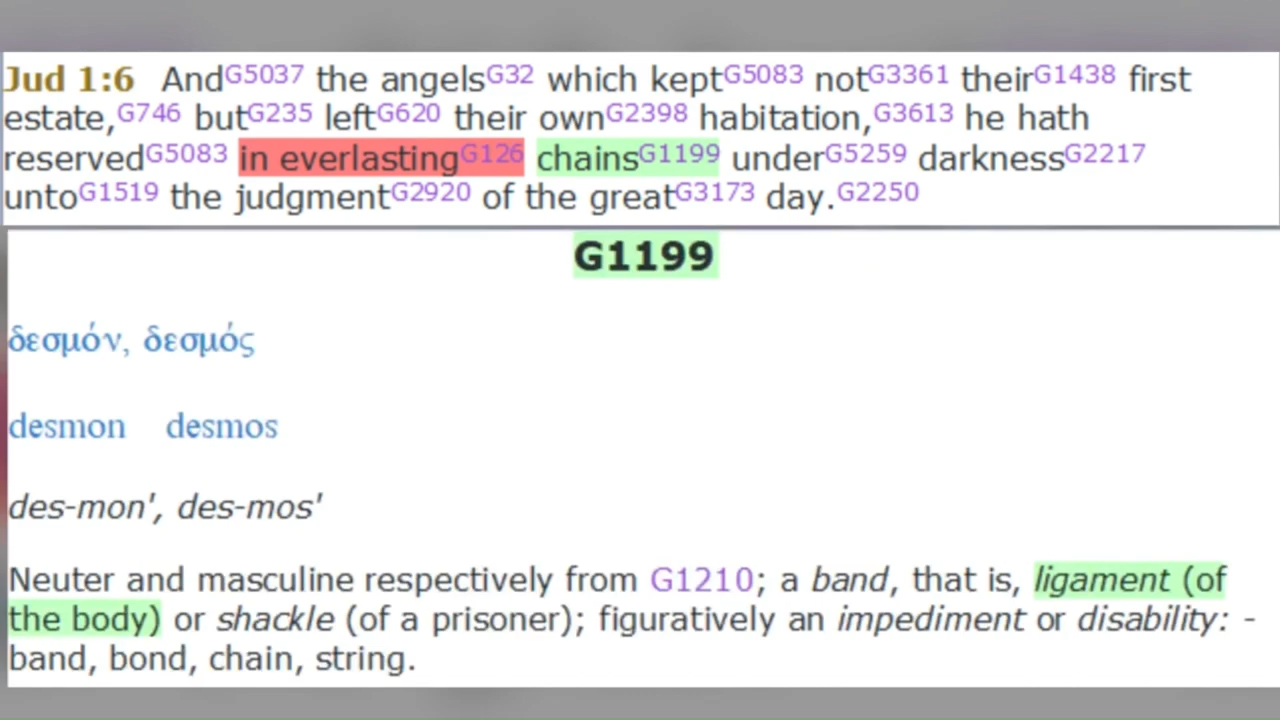 Jud 1:6 AndG5037 the angelsG32 which keptG5083 notG3361 theirG1438 first
estate,G746 butG235 leftG620 their ownG2398 habitation,G3613 he hath
reservedG5083 in everlastingG126 chainsG1199 underG5259 darknessG2217
untoG1519 the judgmentG2920 of the greatG3173 day.G2250
G1199
δεσμόν, δεσμός
desmon desmos
des-mon', des-mos'
Neuter and masculine respectively from G1210; a band, that is, ligament (of
the body) or shackle (of a prisoner); figuratively an impediment or disability: -
band, bond, chain, string.